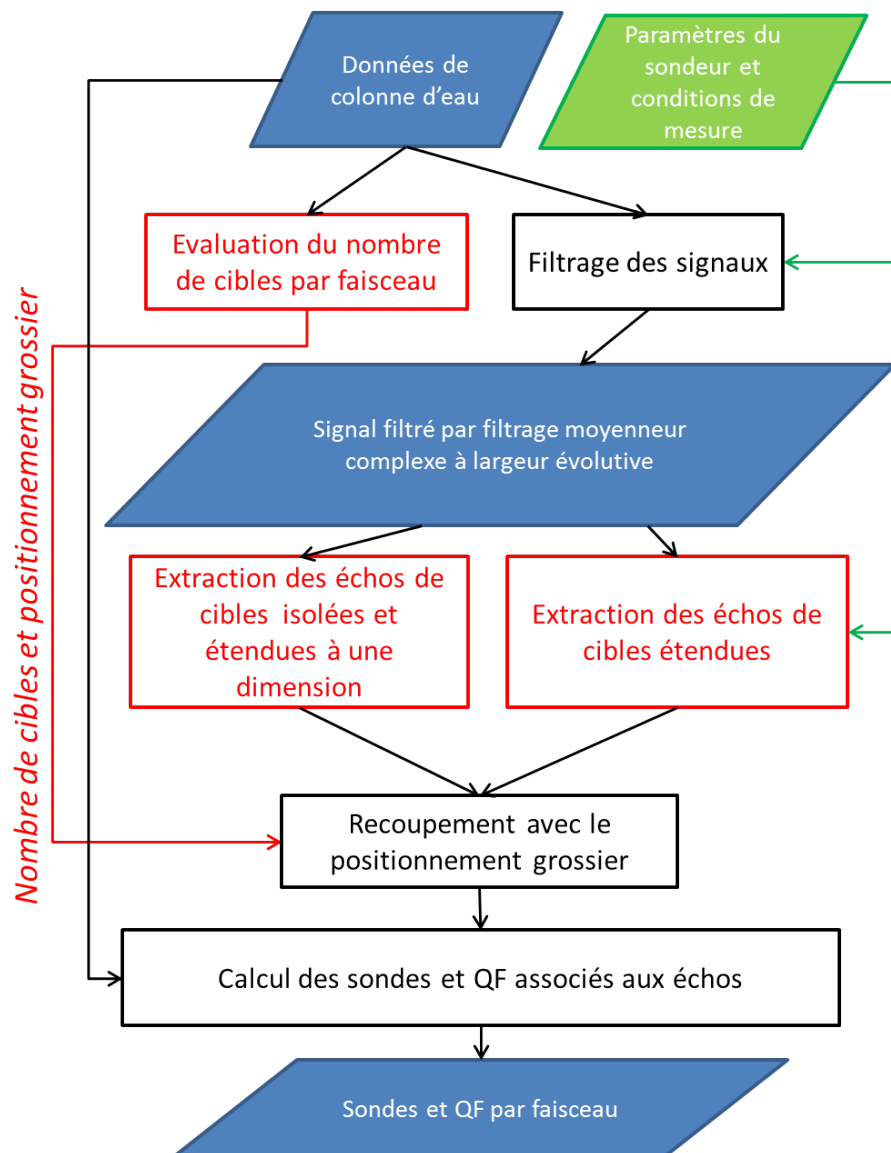 Données de
colonne d'eau
Paramètres du
sondeur et
conditions de
mesure
Evaluation du nombre
de cibles par faisceau
Filtrage des signaux
Nombre de cibles et positionnement grossier
Signal filtré par filtrage moyenneur
complexe à largeur évolutive
Extraction des échos de
cibles isolées et
étendues à une
dimension
Extraction des échos de
cibles étendues
Recoupement avec le
positionnement grossier
Calcul des sondes et QF associés aux échos
Sondes et QF par faisceau